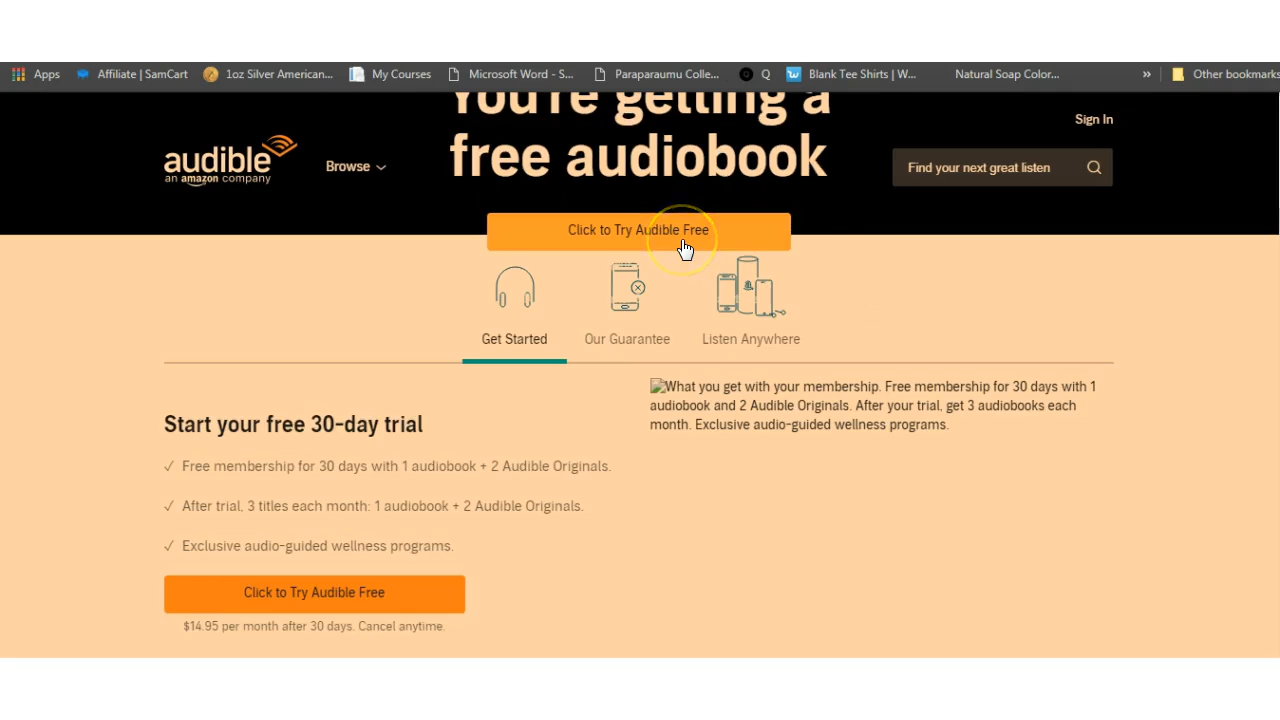 Apps Affiliate | SamCart 1oz Silver American... My Courses Microsoft Word - S... Paraparaumu Colle... Q Blank Tee Shirts | W... Natural Soap Color... » Other bookmarks
You're getting a
free audiobook
Sign In
audible
an amazon company
Browse
Find your next great listen
Click to Try Audible Free
Get Started Our Guarantee Listen Anywhere
What you get with your membership. Free membership for 30 days with 1
audiobook and 2 Audible Originals. After your trial, get 3 audiobooks each
month. Exclusive audio-guided wellness programs.
Start your free 30-day trial
✓ Free membership for 30 days with 1 audiobook + 2 Audible Originals.
✓ After trial, 3 titles each month: 1 audiobook + 2 Audible Originals.
✓ Exclusive audio-guided wellness programs.
Click to Try Audible Free
$14.95 per month after 30 days. Cancel anytime.